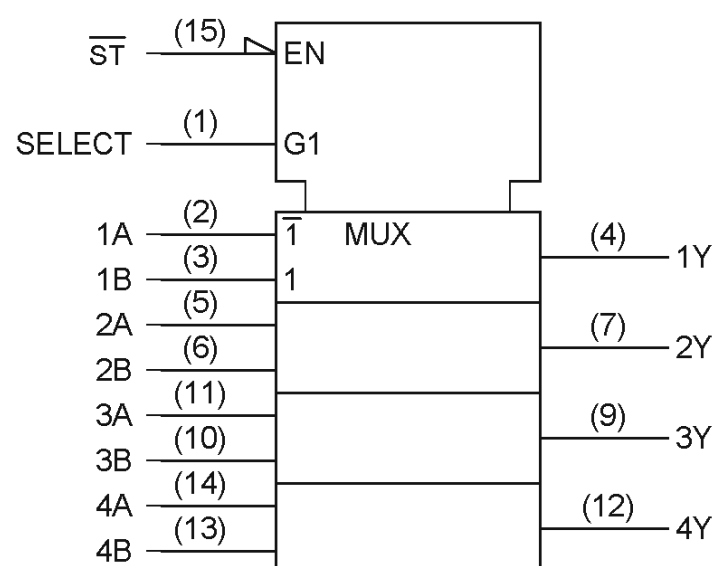 S̅T̅ (15) EN
SELECT (1) G1
1A (2) 1̅ MUX (4) 1Y
1B (3) 1
2A (5) (7) 2Y
2B (6)
3A (11) (9) 3Y
3B (10)
4A (14) (12) 4Y
4B (13)